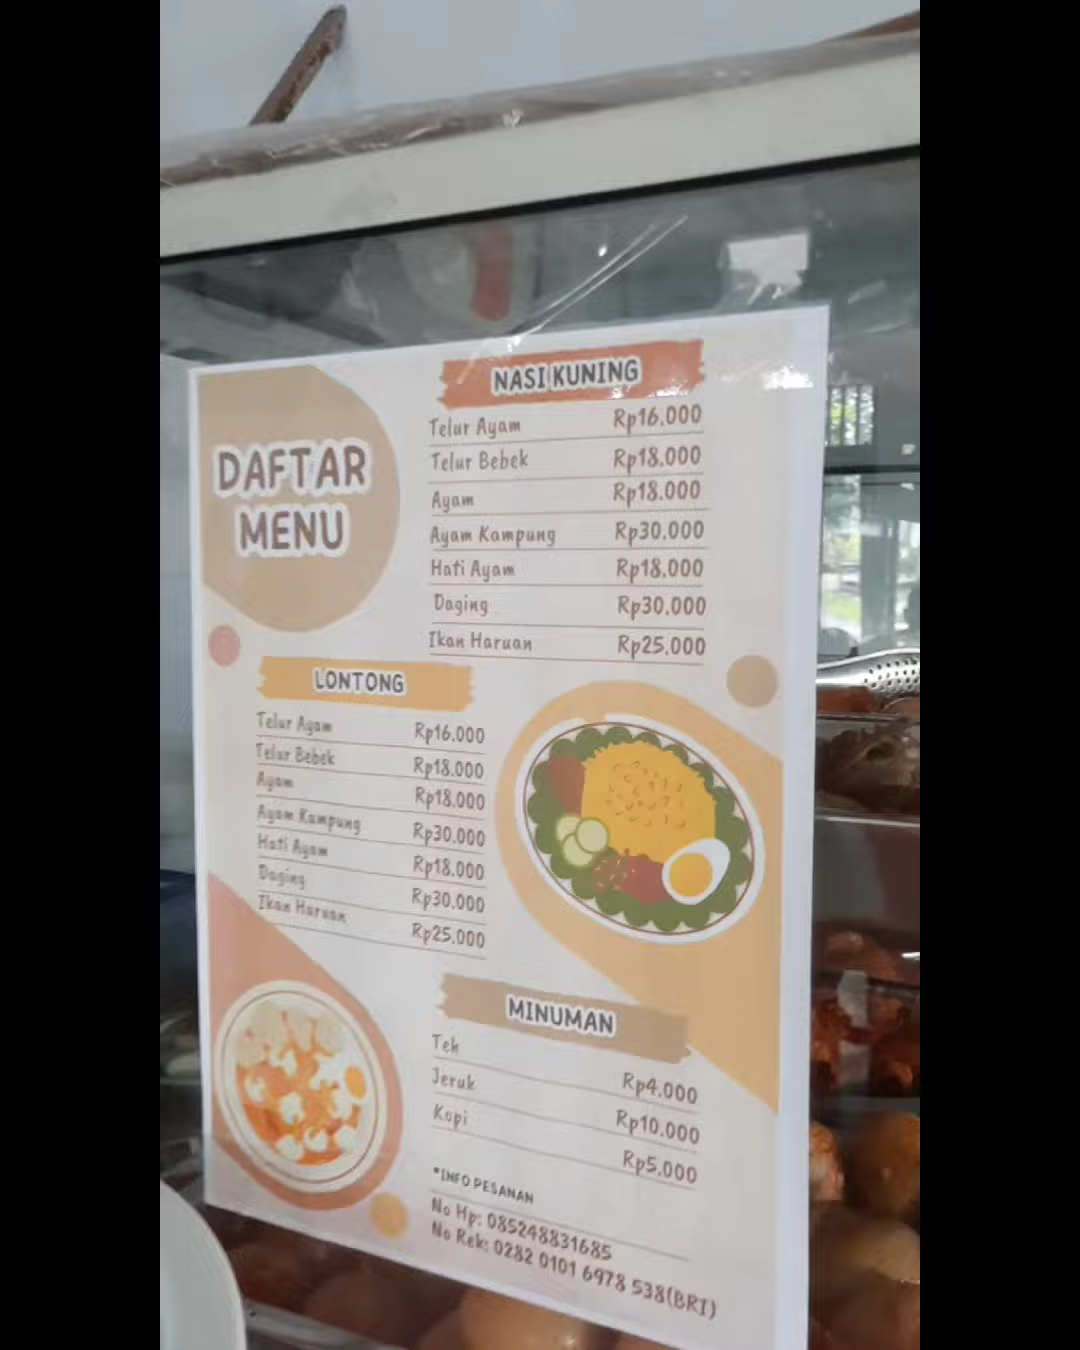 DAFTAR
MENU
NASI KUNING
Telur Ayam Rp16.000
Telur Bebek Rp18.000
Ayam Rp18.000
Ayam Kampung Rp30.000
Hati Ayam Rp18.000
Daging Rp30.000
Ikan Haruan Rp25.000
LONTONG
Telur Ayam Rp16.000
Telur Bebek Rp18.000
Ayam Rp18.000
Ayam Kampung Rp30.000
Hati Ayam Rp18.000
Daging Rp30.000
Ikan Haruan Rp25.000
MINUMAN
Teh Rp4.000
Jeruk Rp10.000
Kopi Rp5.000
*INFO PESANAN
No Hp: 085248831685
No Rek: 0282 0101 6978 538(BRI)